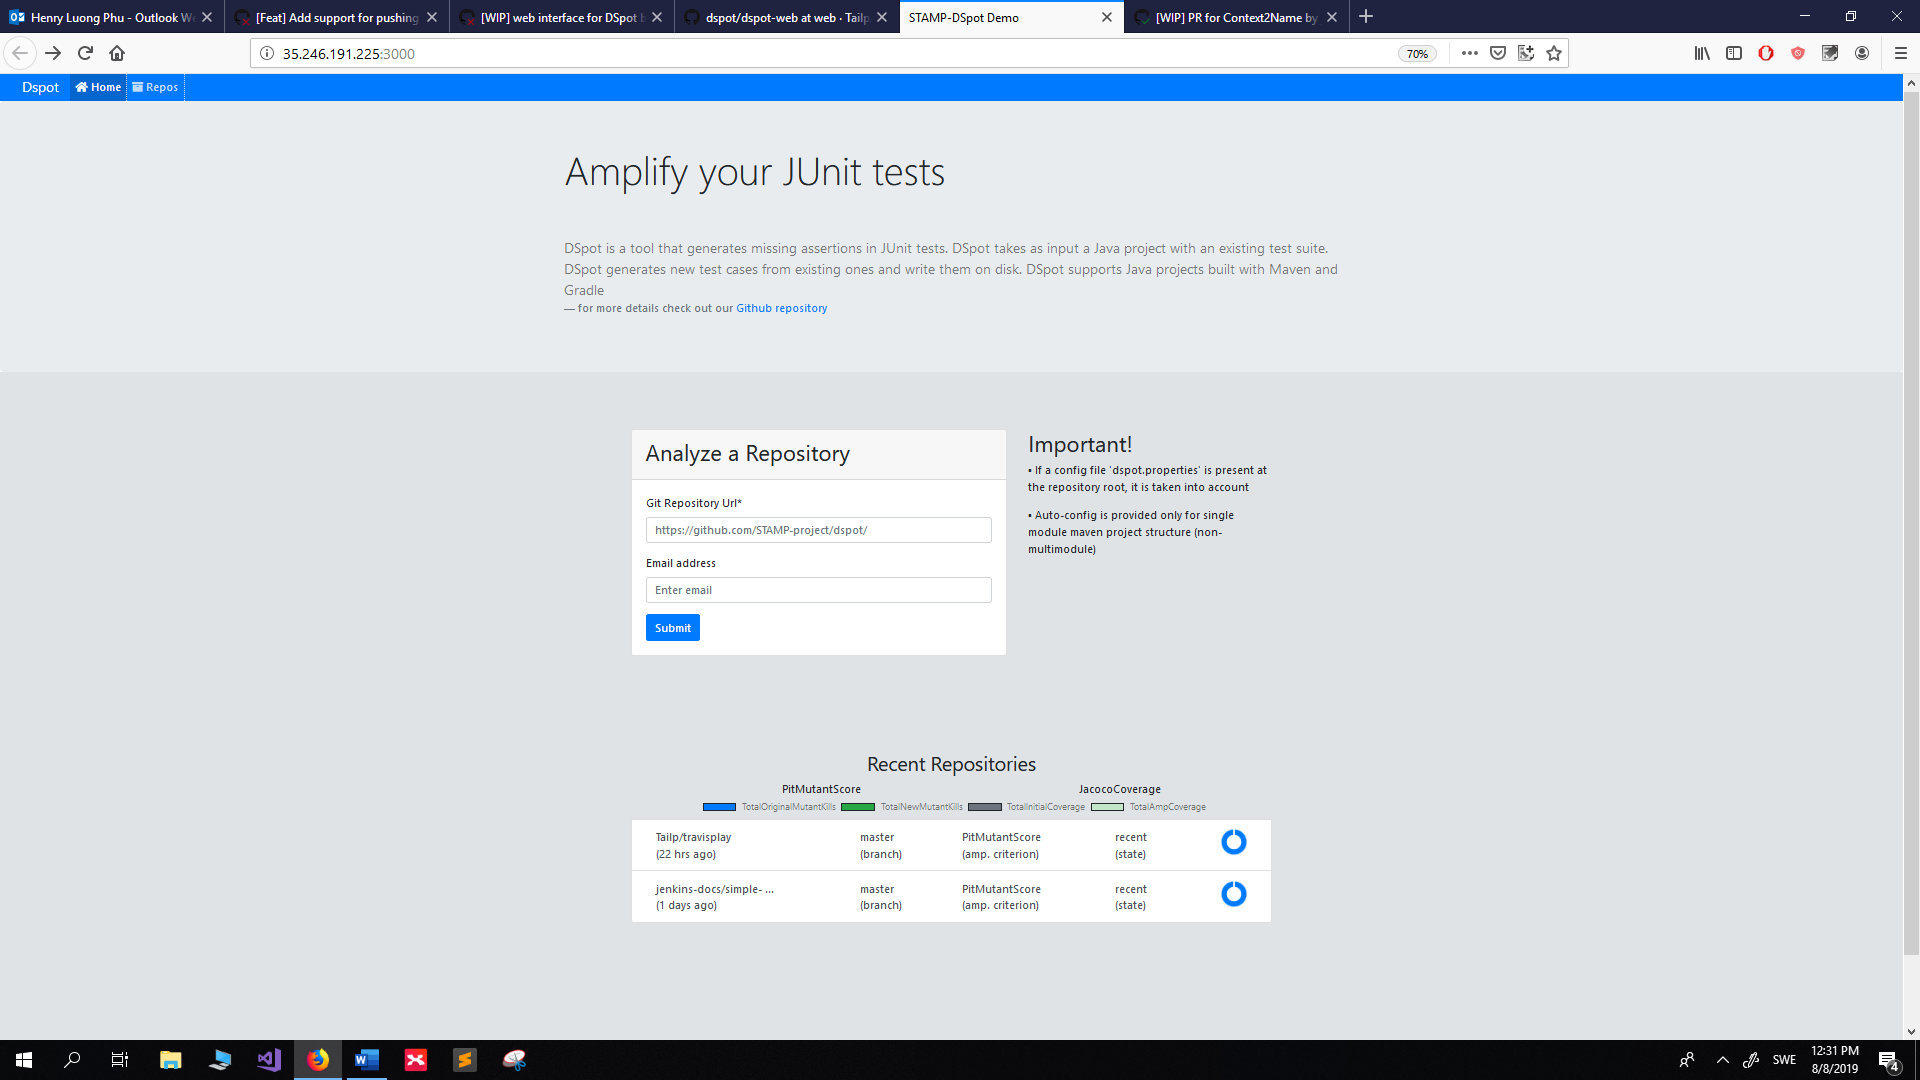 Henry Luong Phu - Outlook W
[Feat] Add support for pushing
[WIP] web interface for DSpot
dspot/dspot-web at web · Tailp
STAMP-DSpot Demo
[WIP] PR for Context2Name by
35.246.191.225:3000
70%
Dspot
Home
Repos
Amplify your JUnit tests
DSpot is a tool that generates missing assertions in JUnit tests. DSpot takes as input a Java project with an existing test suite.
DSpot generates new test cases from existing ones and write them on disk. DSpot supports Java projects built with Maven and
Gradle
— for more details check out our Github repository
Analyze a Repository
Git Repository Url*
https://github.com/STAMP-project/dspot/
Email address
Enter email
Submit
Important!
• If a config file 'dspot.properties' is present at
the repository root, it is taken into account
• Auto-config is provided only for single
module maven project structure (non-
multimodule)
Recent Repositories
PitMutantScore JacocoCoverage
TotalOriginalMutantKills TotalNewMutantKills TotalInitialCoverage TotalAmpCoverage
Tailp/travisplay master PitMutantScore recent
(22 hrs ago) (branch) (amp. criterion) (state)
jenkins-docs/simple- ... master PitMutantScore recent
(1 days ago) (branch) (amp. criterion) (state)
SWE
12:31 PM
8/8/2019
4